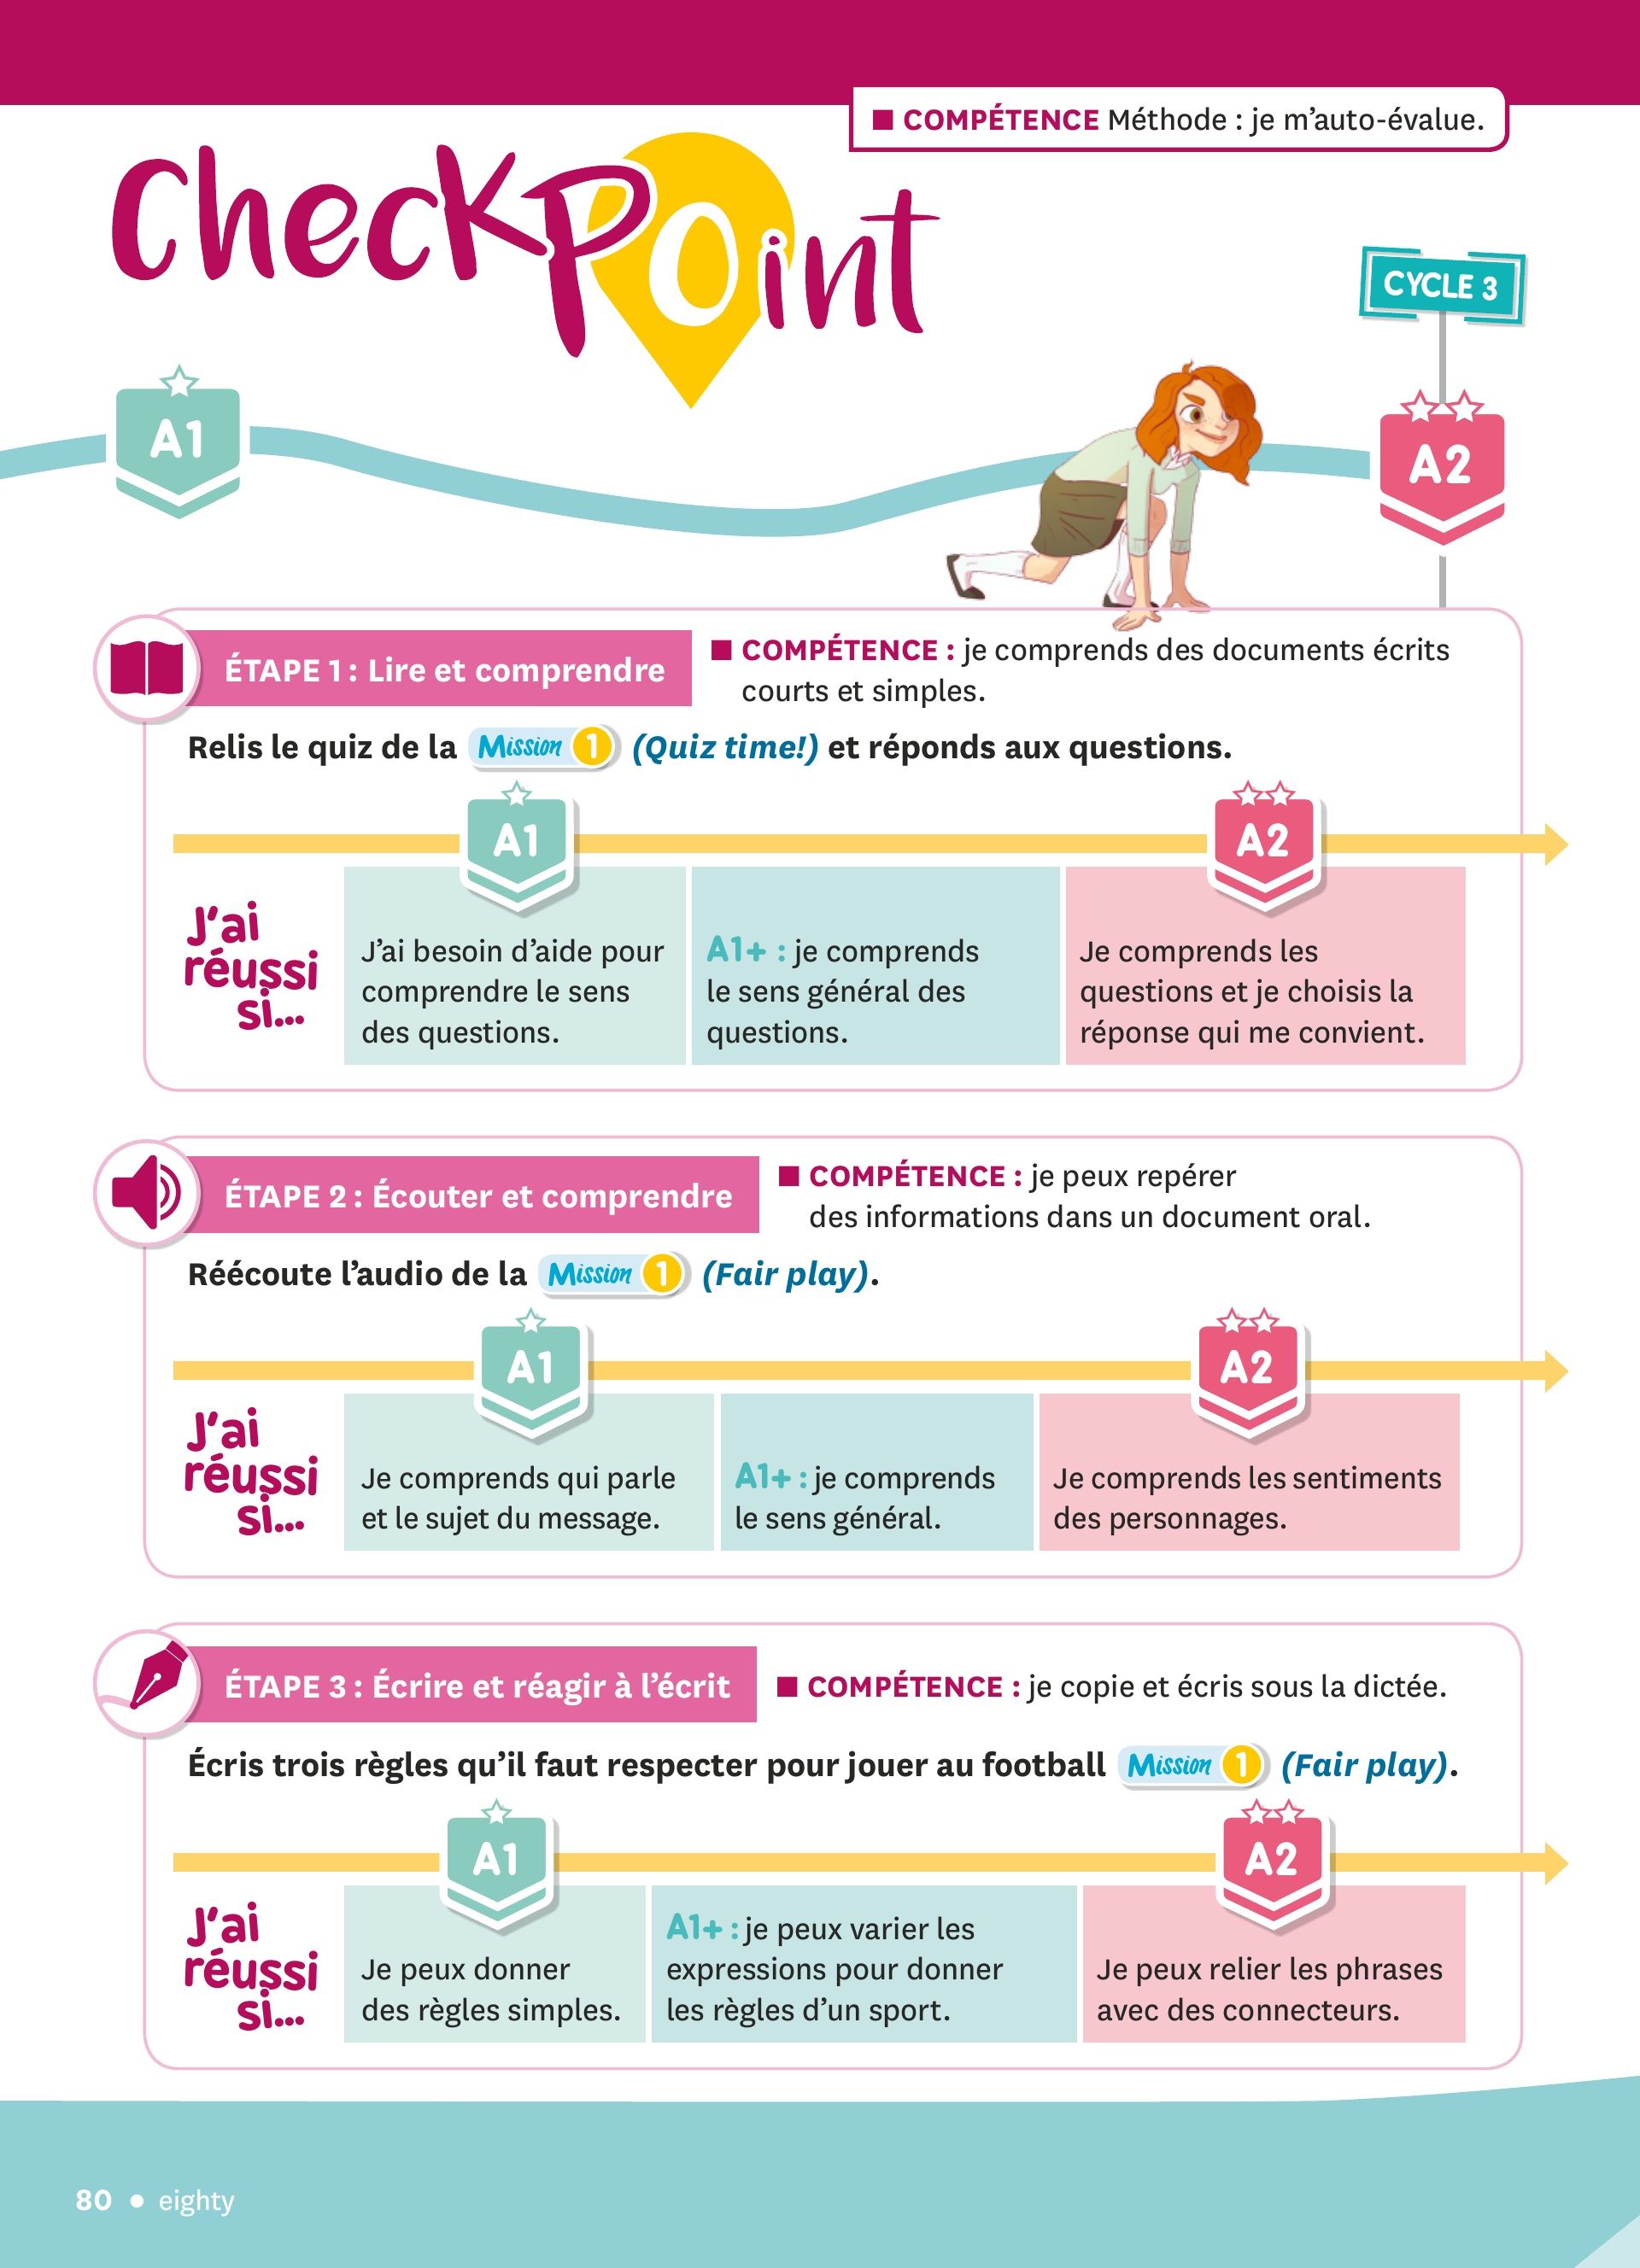 ■ COMPÉTENCE Méthode : je m’auto-évalue.
CheckPoint
CYCLE 3
A1
A2
ÉTAPE 1 : Lire et comprendre
■ COMPÉTENCE : je comprends des documents écrits
courts et simples.
Relis le quiz de la Mission 1 (Quiz time!) et réponds aux questions.
A1
A2
J’ai
réussi
si...
J’ai besoin d’aide pour
comprendre le sens
des questions.
A1+ : je comprends
le sens général des
questions.
Je comprends les
questions et je choisis la
réponse qui me convient.
ÉTAPE 2 : Écouter et comprendre
■ COMPÉTENCE : je peux repérer
des informations dans un document oral.
Réécoute l’audio de la Mission 1 (Fair play).
A1
A2
J’ai
réussi
si...
Je comprends qui parle
et le sujet du message.
A1+ : je comprends
le sens général.
Je comprends les sentiments
des personnages.
ÉTAPE 3 : Écrire et réagir à l’écrit
■ COMPÉTENCE : je copie et écris sous la dictée.
Écris trois règles qu’il faut respecter pour jouer au football Mission 1 (Fair play).
A1
A2
J’ai
réussi
si...
Je peux donner
des règles simples.
A1+ : je peux varier les
expressions pour donner
les règles d’un sport.
Je peux relier les phrases
avec des connecteurs.
80 • eighty